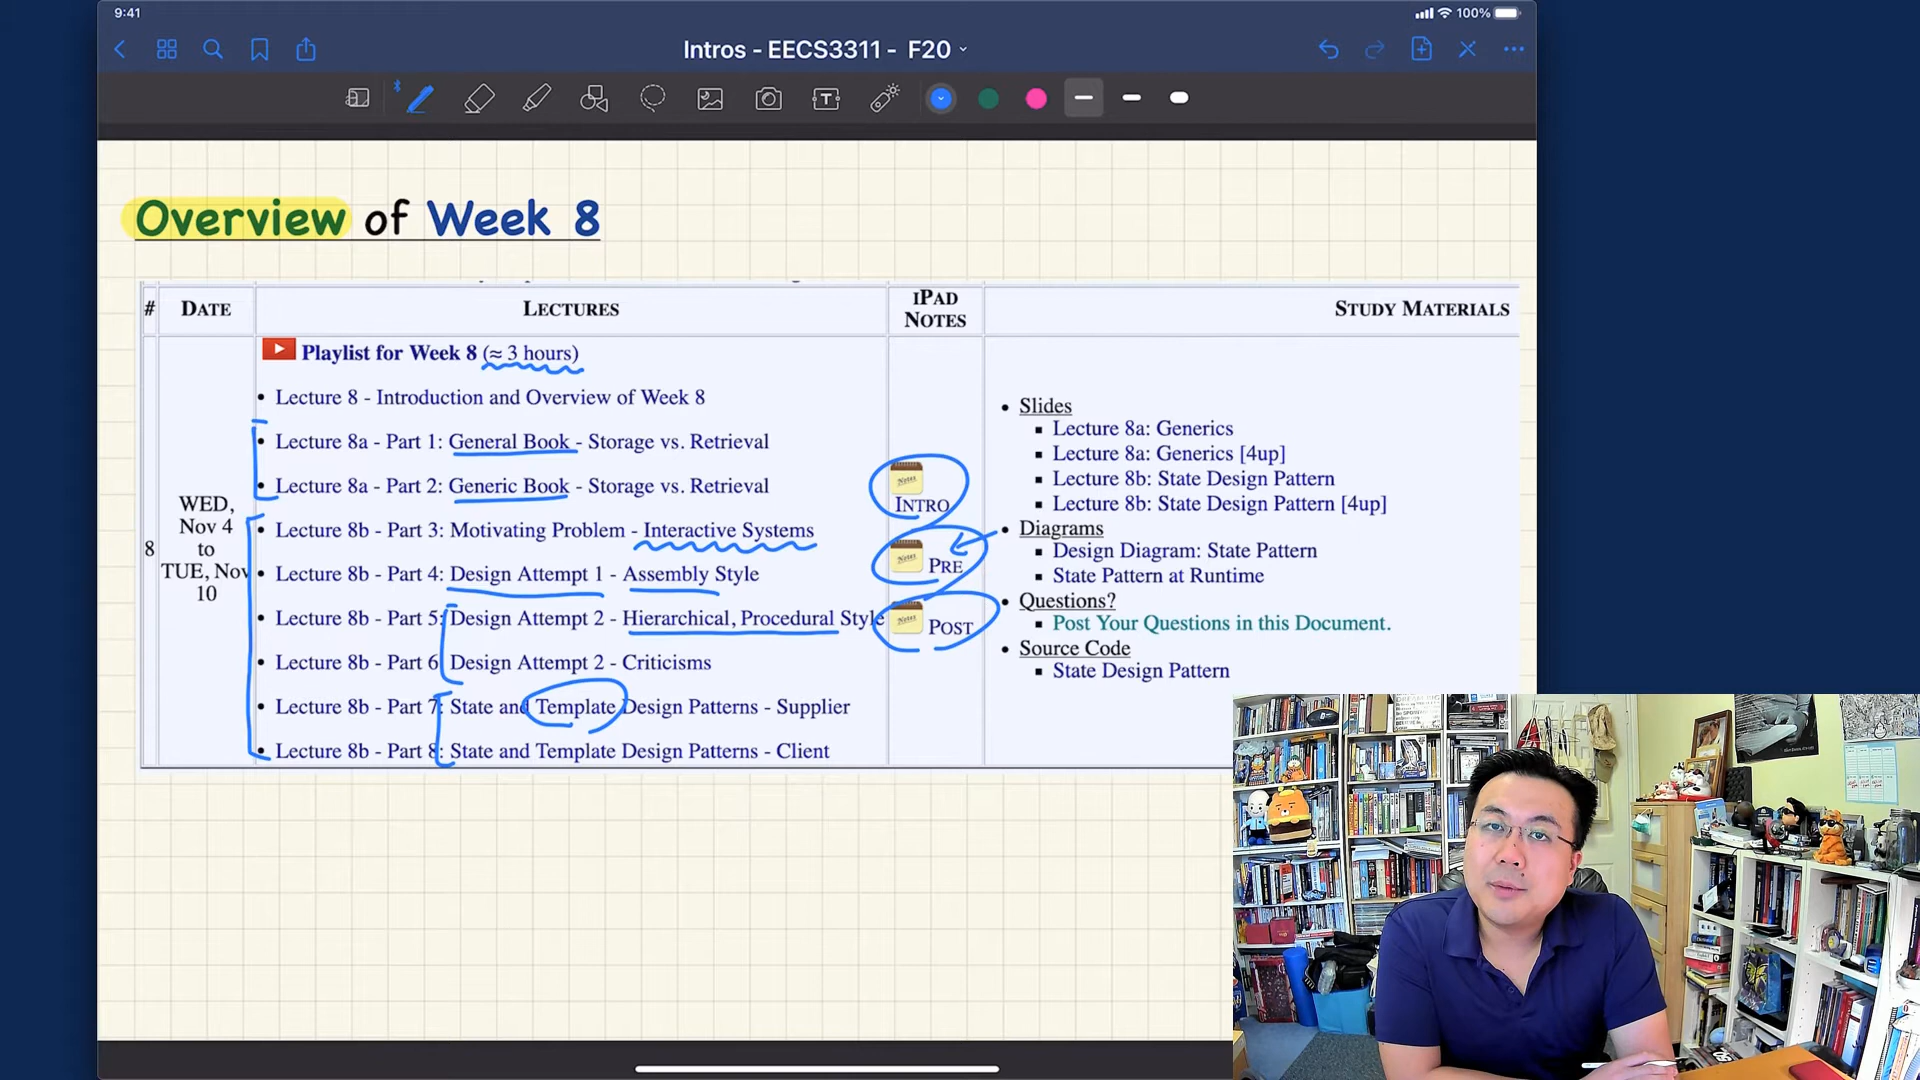 9:41
100%
Intros - EECS3311 - F20
Overview of Week 8
# DATE LECTURES IPAD NOTES STUDY MATERIALS
8
WED, Nov 4 to TUE, Nov 10
Playlist for Week 8 (≈ 3 hours)
Lecture 8 - Introduction and Overview of Week 8
Lecture 8a - Part 1: General Book - Storage vs. Retrieval
Lecture 8a - Part 2: Generic Book - Storage vs. Retrieval
Lecture 8b - Part 3: Motivating Problem - Interactive Systems
Lecture 8b - Part 4: Design Attempt 1 - Assembly Style
Lecture 8b - Part 5: Design Attempt 2 - Hierarchical, Procedural Style
Lecture 8b - Part 6: Design Attempt 2 - Criticisms
Lecture 8b - Part 7: State and Template Design Patterns - Supplier
Lecture 8b - Part 8: State and Template Design Patterns - Client
Notes
INTRO
Notes
PRE
Notes
POST
Slides
Lecture 8a: Generics
Lecture 8a: Generics [4up]
Lecture 8b: State Design Pattern
Lecture 8b: State Design Pattern [4up]
Diagrams
Design Diagram: State Pattern
State Pattern at Runtime
Questions?
Post Your Questions in this Document.
Source Code
State Design Pattern